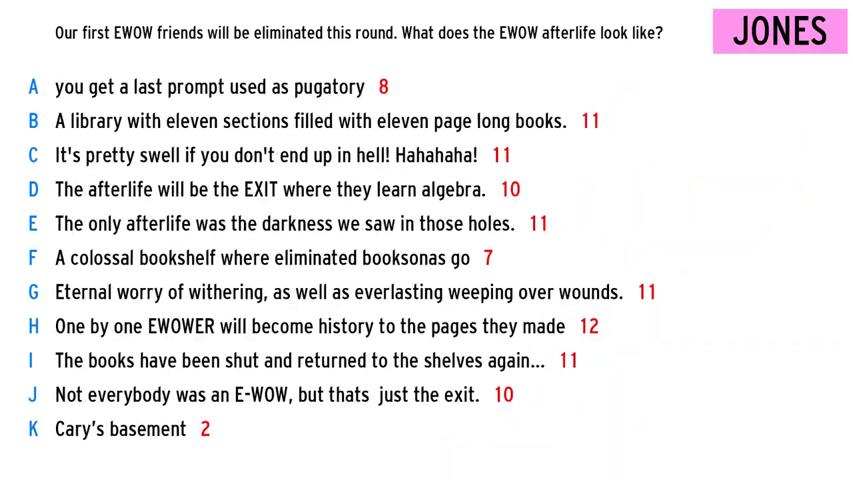 Our first EWOW friends will be eliminated this round. What does the EWOW afterlife look like?
JONES
A you get a last prompt used as pugatory 8
B A library with eleven sections filled with eleven page long books. 11
C It's pretty swell if you don't end up in hell! Hahahaha! 11
D The afterlife will be the EXIT where they learn algebra. 10
E The only afterlife was the darkness we saw in those holes. 11
F A colossal bookshelf where eliminated booksonas go 7
G Eternal worry of withering, as well as everlasting weeping over wounds. 11
H One by one EWOWER will become history to the pages they made 12
I The books have been shut and returned to the shelves again... 11
J Not everybody was an E-WOW, but thats just the exit. 10
K Cary's basement 2